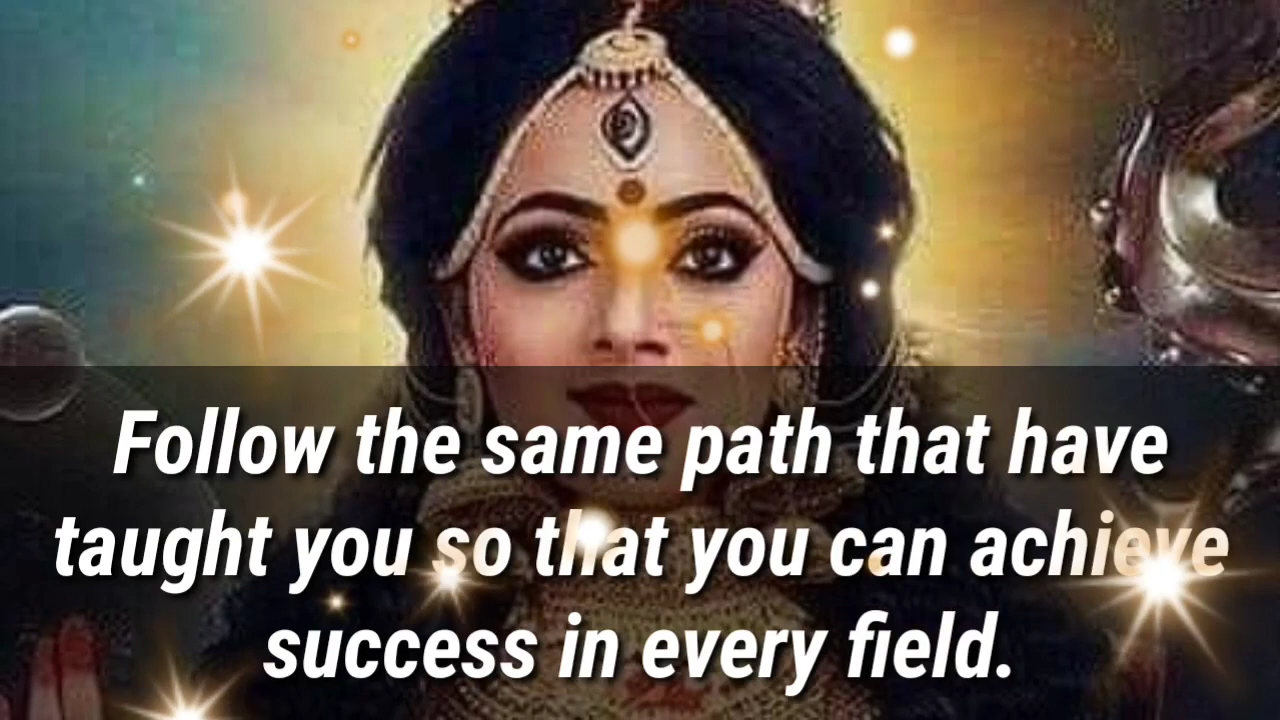 Follow the same path that have
taught you so that you can achieve
success in every field.